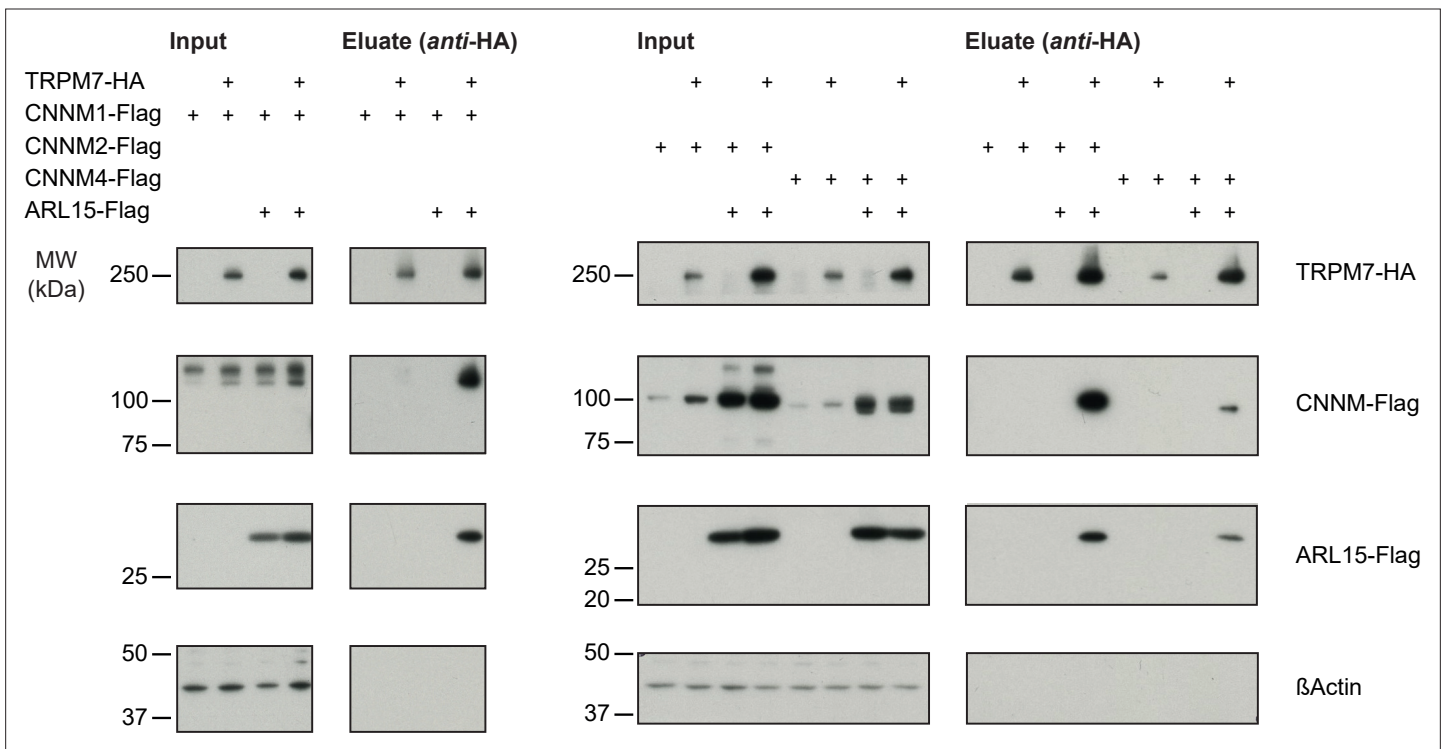 Input Eluate (anti-HA) Input Eluate (anti-HA)
TRPM7-HA + + + + + + + + + + + +
CNNM1-Flag + + + + + + + +
CNNM2-Flag + + + + + + + +
CNNM4-Flag + + + + + + + +
ARL15-Flag + + + + + + + + + + + +
MW
(kDa)
250 250 TRPM7-HA
100 100 CNNM-Flag
75 75
25 25 ARL15-Flag
20
50 50
37 37 ßActin